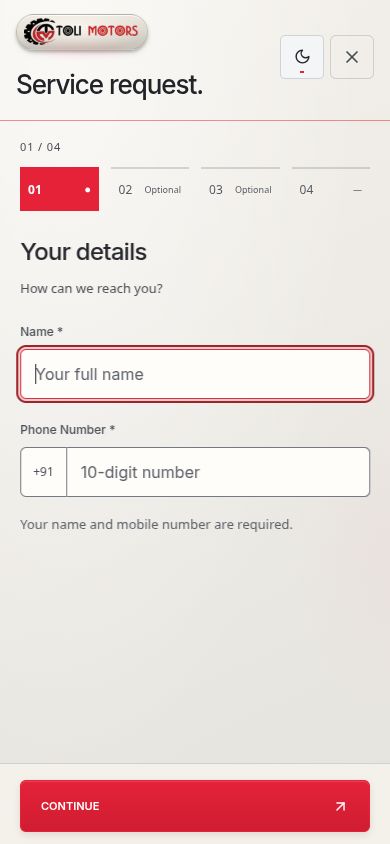 TOLI MOTORS
Service request.
01 / 04
01
02 Optional
03 Optional
04 —
Your details
How can we reach you?
Name *
Your full name
Phone Number *
+91 10-digit number
Your name and mobile number are required.
CONTINUE